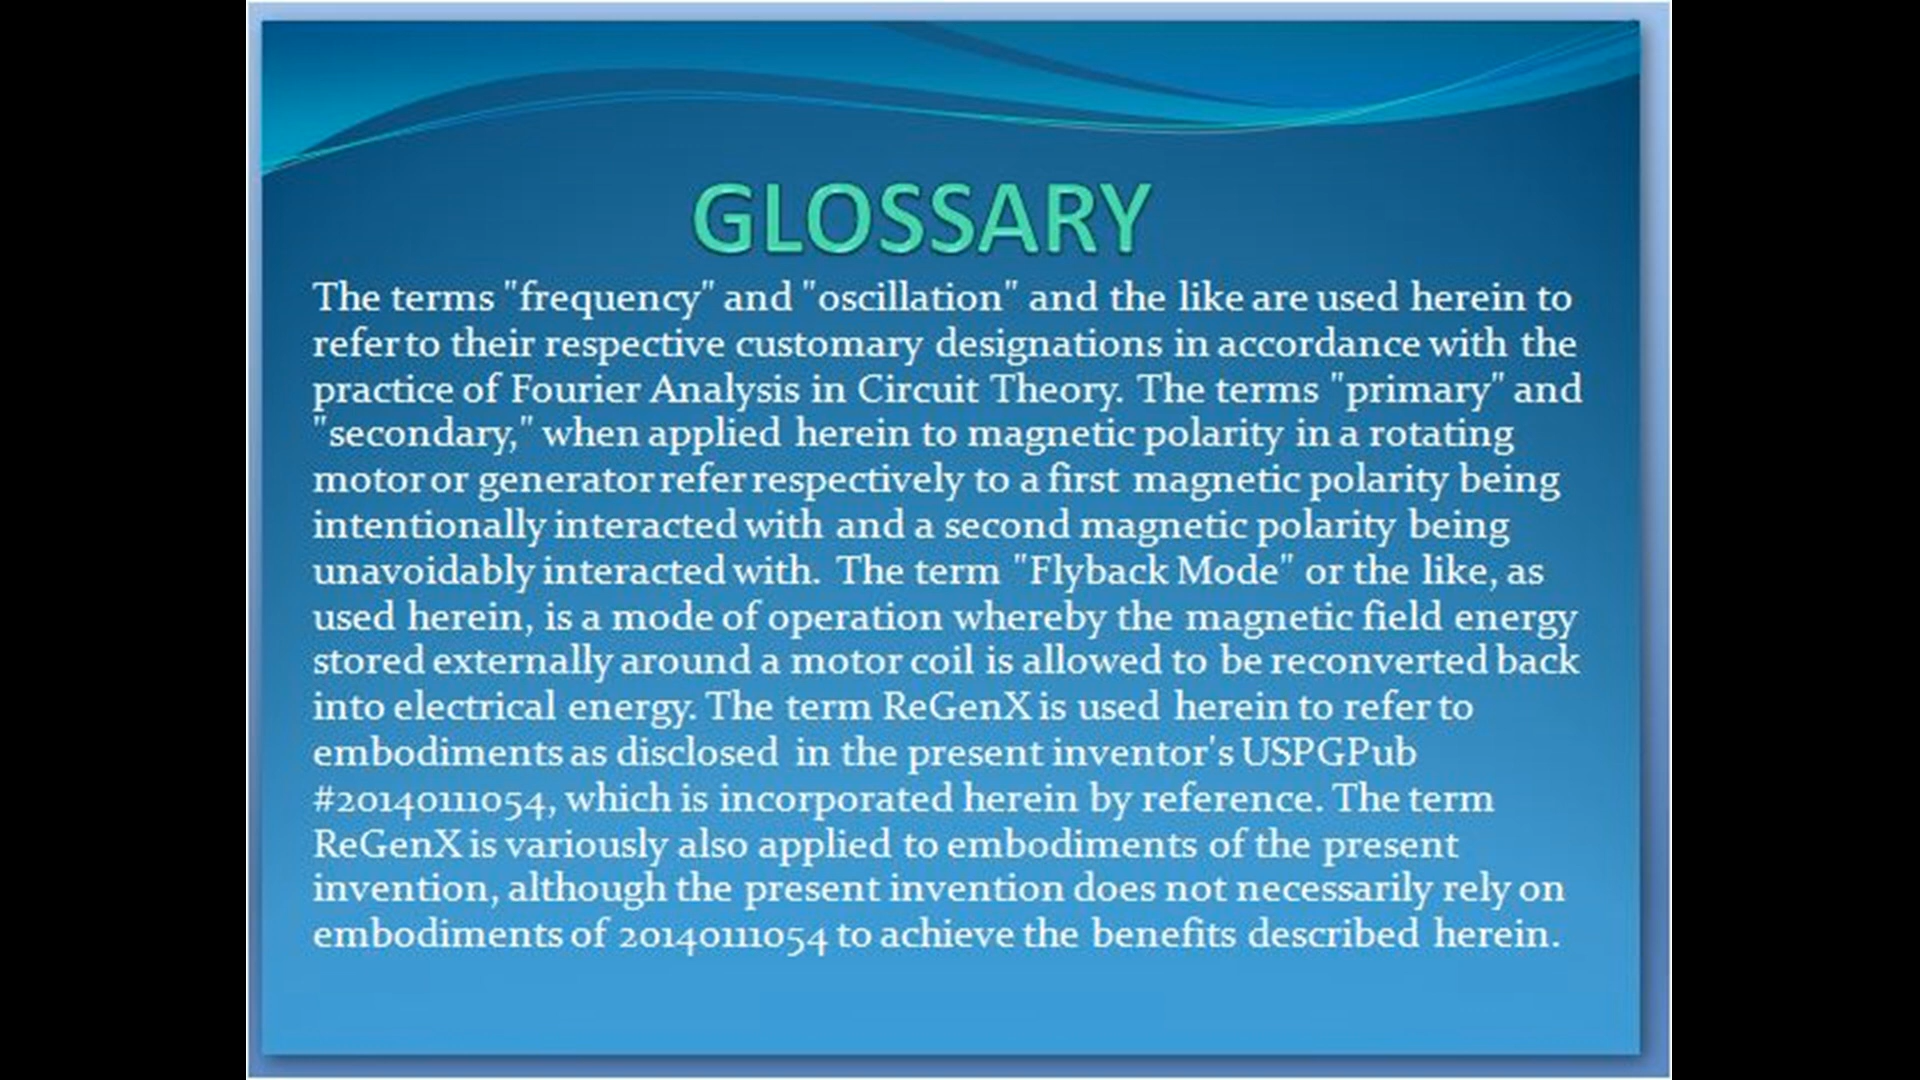 GLOSSARY
The terms "frequency" and "oscillation" and the like are used herein to
refer to their respective customary designations in accordance with the
practice of Fourier Analysis in Circuit Theory. The terms "primary" and
"secondary," when applied herein to magnetic polarity in a rotating
motor or generator refer respectively to a first magnetic polarity being
intentionally interacted with and a second magnetic polarity being
unavoidably interacted with. The term "Flyback Mode" or the like, as
used herein, is a mode of operation whereby the magnetic field energy
stored externally around a motor coil is allowed to be reconverted back
into electrical energy. The term ReGenX is used herein to refer to
embodiments as disclosed in the present inventor's USPGPub
#20140111054, which is incorporated herein by reference. The term
ReGenX is variously also applied to embodiments of the present
invention, although the present invention does not necessarily rely on
embodiments of 20140111054 to achieve the benefits described herein.